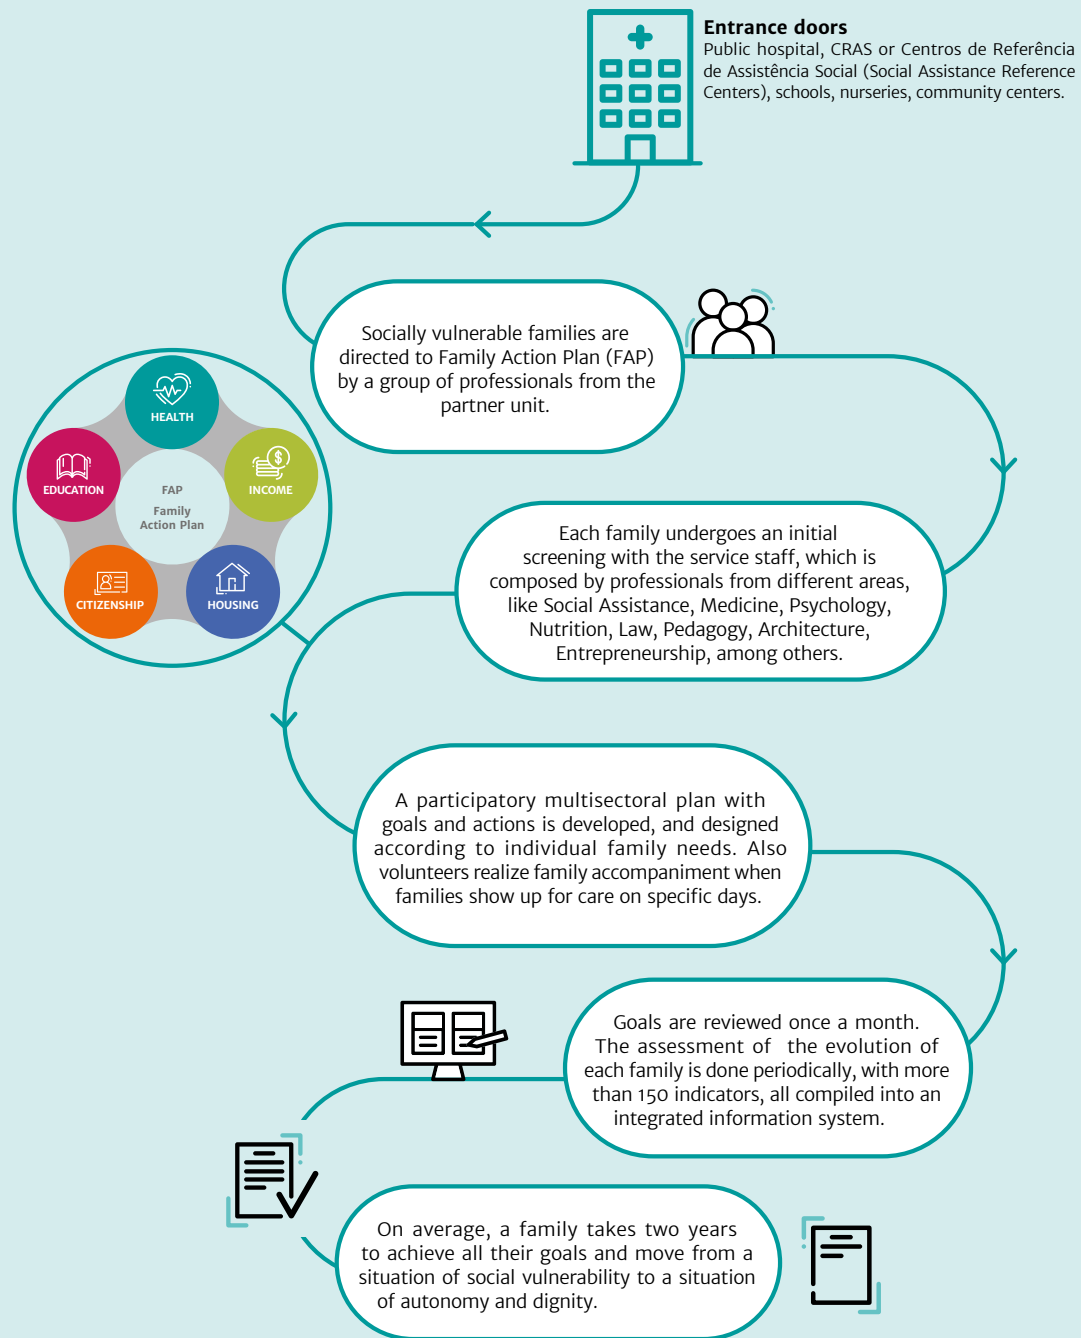 Entrance doors
Public hospital, CRAS or Centros de Referência
de Assistência Social (Social Assistance Reference
Centers), schools, nurseries, community centers.
Socially vulnerable families are
directed to Family Action Plan (FAP)
by a group of professionals from the
partner unit.
HEALTH
EDUCATION
INCOME
FAP
Family
Action Plan
CITIZENSHIP
HOUSING
Each family undergoes an initial
screening with the service staff, which is
composed by professionals from different areas,
like Social Assistance, Medicine, Psychology,
Nutrition, Law, Pedagogy, Architecture,
Entrepreneurship, among others.
A participatory multisectoral plan with
goals and actions is developed, and designed
according to individual family needs. Also
volunteers realize family accompaniment when
families show up for care on specific days.
Goals are reviewed once a month.
The assessment of the evolution of
each family is done periodically, with more
than 150 indicators, all compiled into an
integrated information system.
On average, a family takes two years
to achieve all their goals and move from a
situation of social vulnerability to a situation
of autonomy and dignity.